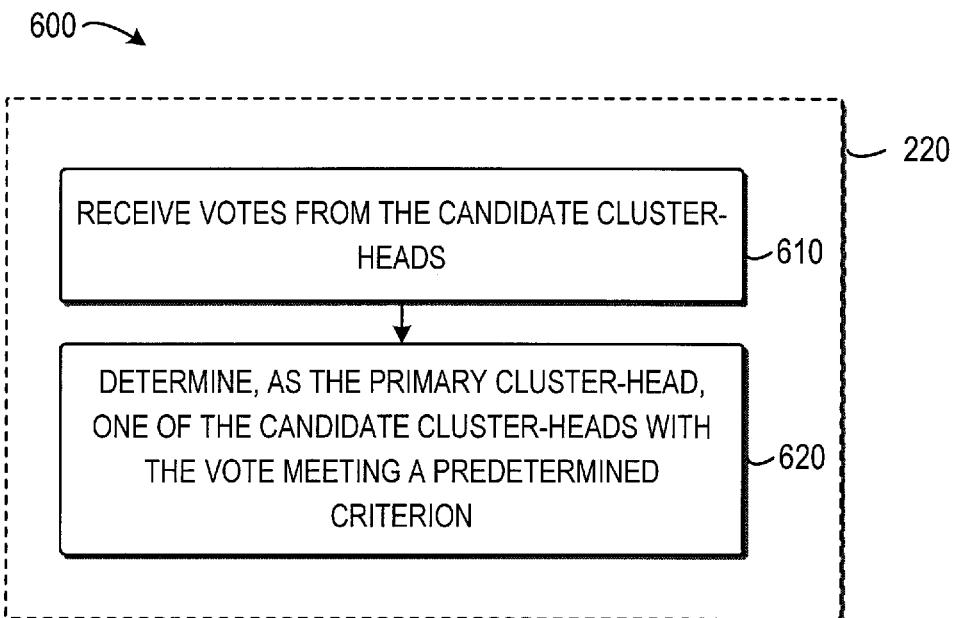 600
220
RECEIVE VOTES FROM THE CANDIDATE CLUSTER-
HEADS
610
DETERMINE, AS THE PRIMARY CLUSTER-HEAD,
ONE OF THE CANDIDATE CLUSTER-HEADS WITH
THE VOTE MEETING A PREDETERMINED
CRITERION
620